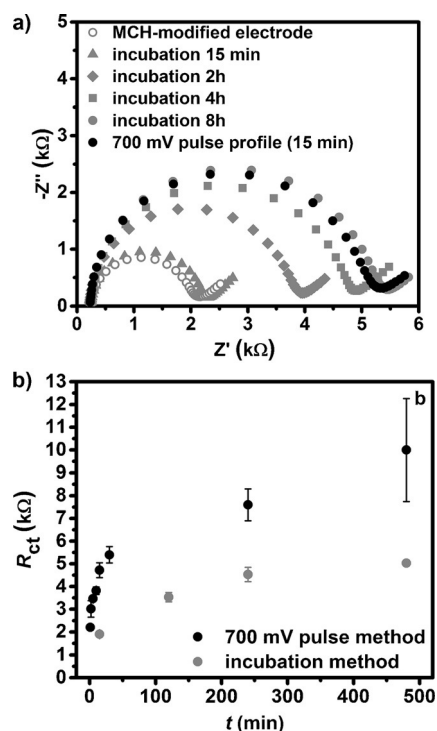 a)
MCH-modified electrode
incubation 15 min
incubation 2h
incubation 4h
incubation 8h
700 mV pulse profile (15 min)
-Z'' (kΩ)
5
4
3
2
1
0
0 1 2 3 4 5 6
Z' (kΩ)
b)
b
Rct (kΩ)
13
12
11
10
9
8
7
6
5
4
3
2
1
0
700 mV pulse method
incubation method
0 100 200 300 400 500
t (min)